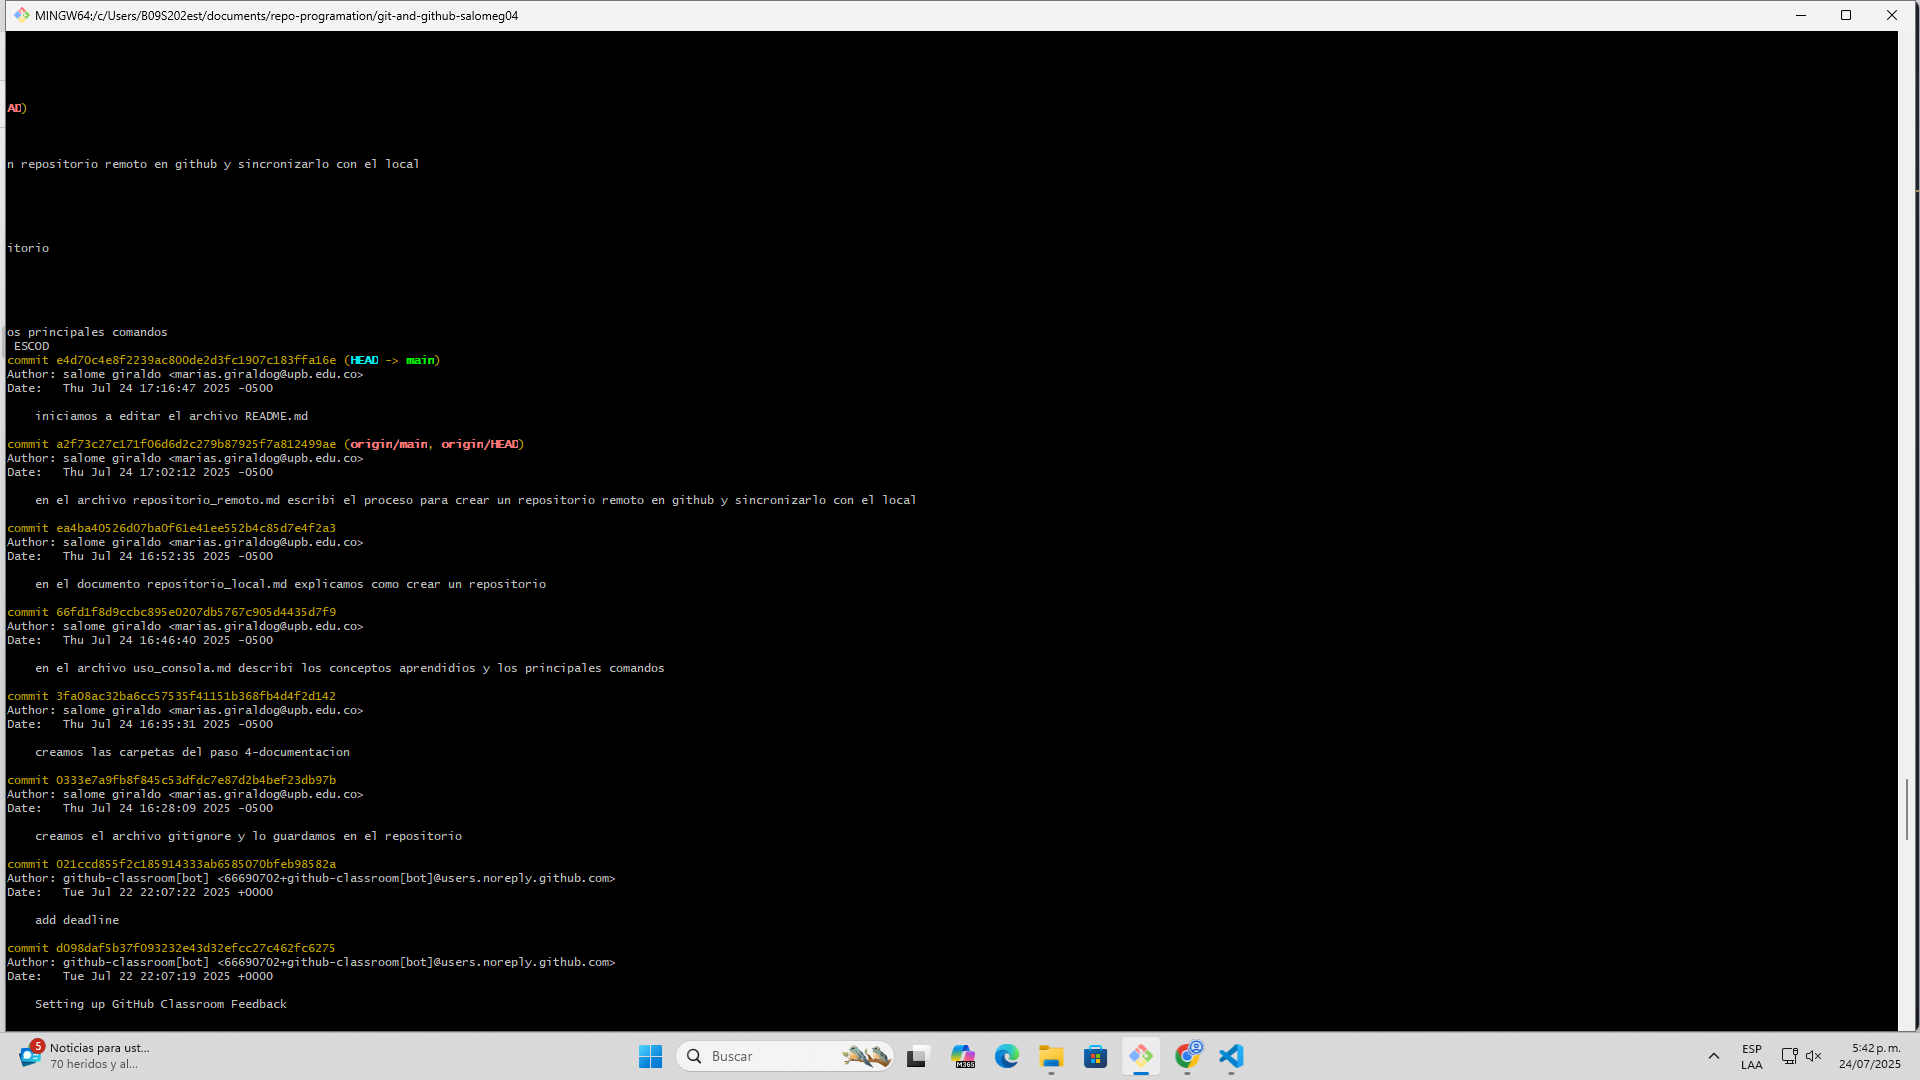 MINGW64:/c/Users/B09S202est/documents/repo-programation/git-and-github-salomeg04
AD)
n repositorio remoto en github y sincronizarlo con el local
itorio
os principales comandos
ESCOD
commit e4d70c4e8f2239ac800de2d3fc1907c183ffa16e (HEAD -> main)
Author: salome giraldo <marias.giraldog@upb.edu.co>
Date:   Thu Jul 24 17:16:47 2025 -0500
iniciamos a editar el archivo README.md
commit a2f73c27c171f06d6d2c279b87925f7a812499ae (origin/main, origin/HEAD)
Author: salome giraldo <marias.giraldog@upb.edu.co>
Date:   Thu Jul 24 17:02:12 2025 -0500
en el archivo repositorio_remoto.md escribi el proceso para crear un repositorio remoto en github y sincronizarlo con el local
commit ea4ba40526d07ba0f61e41ee552b4c85d7e4f2a3
Author: salome giraldo <marias.giraldog@upb.edu.co>
Date:   Thu Jul 24 16:52:35 2025 -0500
en el documento repositorio_local.md explicamos como crear un repositorio
commit 66fd1f8d9ccbc895e0207db5767c905d4435d7f9
Author: salome giraldo <marias.giraldog@upb.edu.co>
Date:   Thu Jul 24 16:46:40 2025 -0500
en el archivo uso_consola.md describi los conceptos aprendidios y los principales comandos
commit 3fa08ac32ba6cc57535f41151b368fb4d4f2d142
Author: salome giraldo <marias.giraldog@upb.edu.co>
Date:   Thu Jul 24 16:35:31 2025 -0500
creamos las carpetas del paso 4-documentacion
commit 0333e7a9fb8f845c53dfdc7e87d2b4bef23db97b
Author: salome giraldo <marias.giraldog@upb.edu.co>
Date:   Thu Jul 24 16:28:09 2025 -0500
creamos el archivo gitignore y lo guardamos en el repositorio
commit 021ccd855f2c185914333ab6585070bfeb98582a
Author: github-classroom[bot] <66690702+github-classroom[bot]@users.noreply.github.com>
Date:   Tue Jul 22 22:07:22 2025 +0000
add deadline
commit d098daf5b37f093232e43d32efcc27c462fc6275
Author: github-classroom[bot] <66690702+github-classroom[bot]@users.noreply.github.com>
Date:   Tue Jul 22 22:07:19 2025 +0000
Setting up GitHub Classroom Feedback
5
Noticias para ust...
70 heridos y al...
Buscar
M365
ESP
LAA
5:42 p. m.
24/07/2025